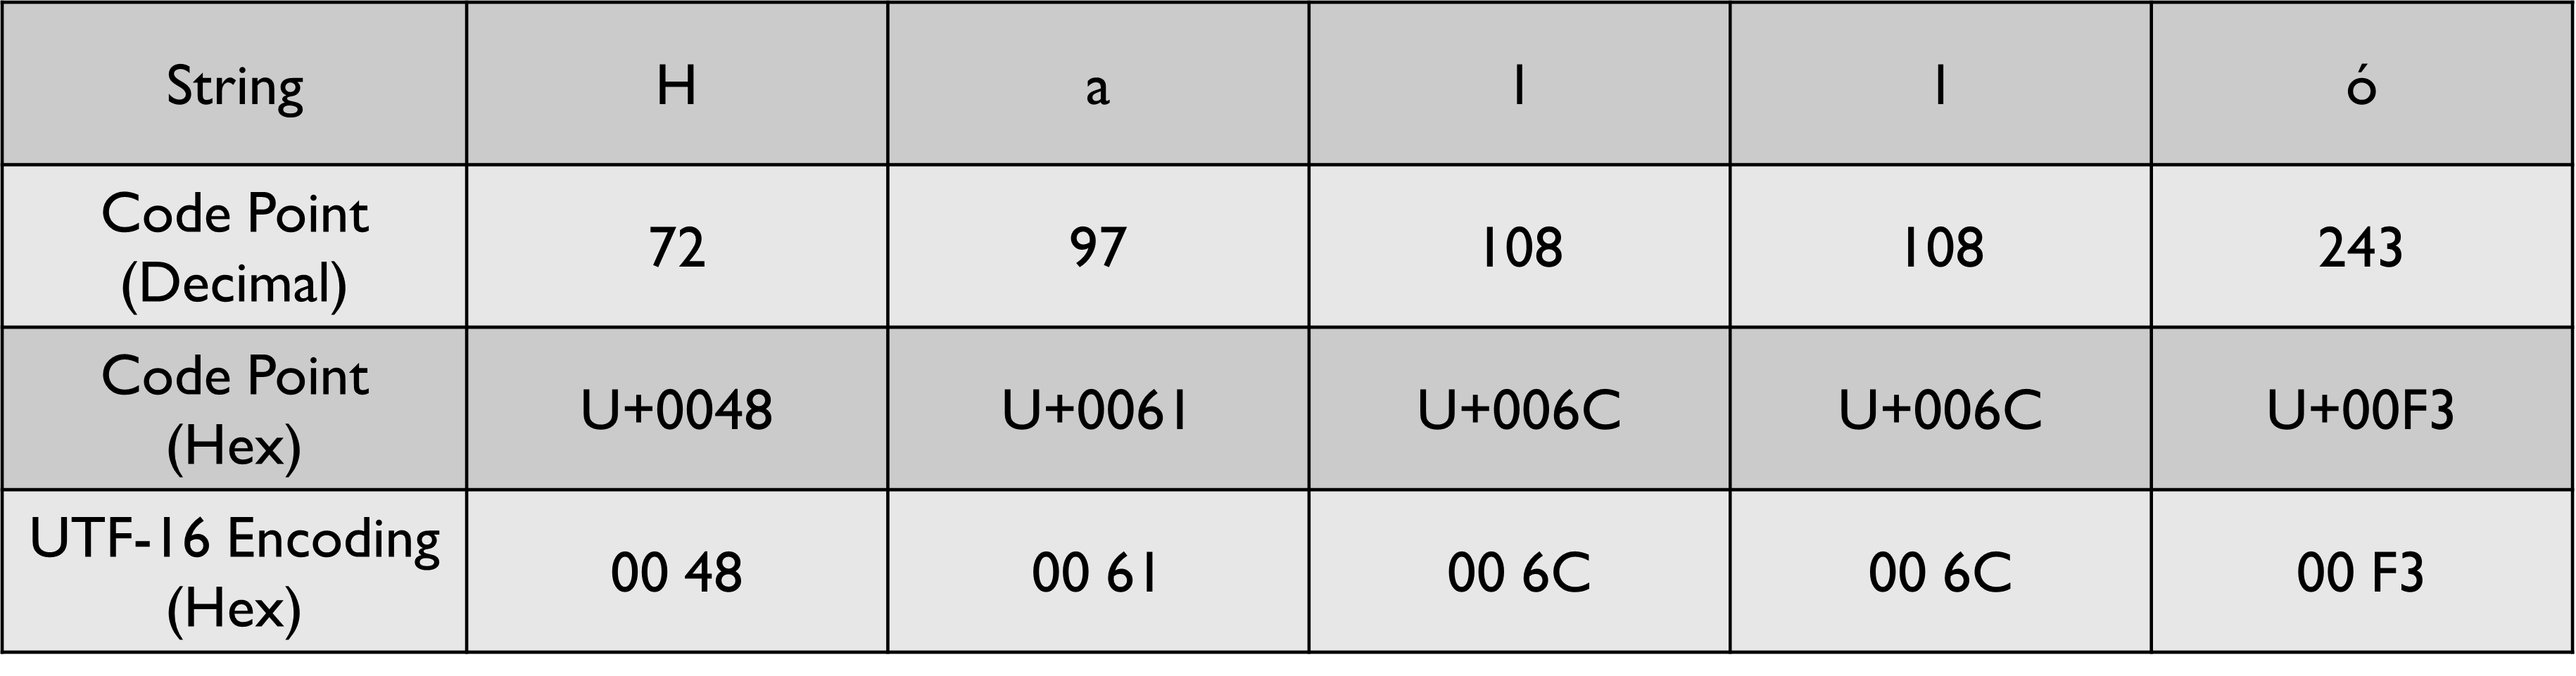 String H a l l ó
Code Point
(Decimal) 72 97 108 108 243
Code Point
(Hex) U+0048 U+0061 U+006C U+006C U+00F3
UTF-16 Encoding
(Hex) 00 48 00 61 00 6C 00 6C 00 F3